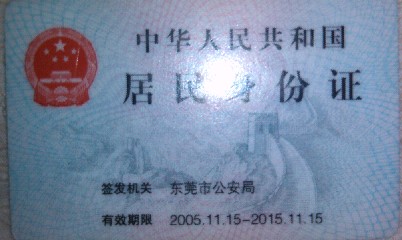 中华人民共和国
居民身份证
签发机关 东莞市公安局
有效期限 2005.11.15-2015.11.15